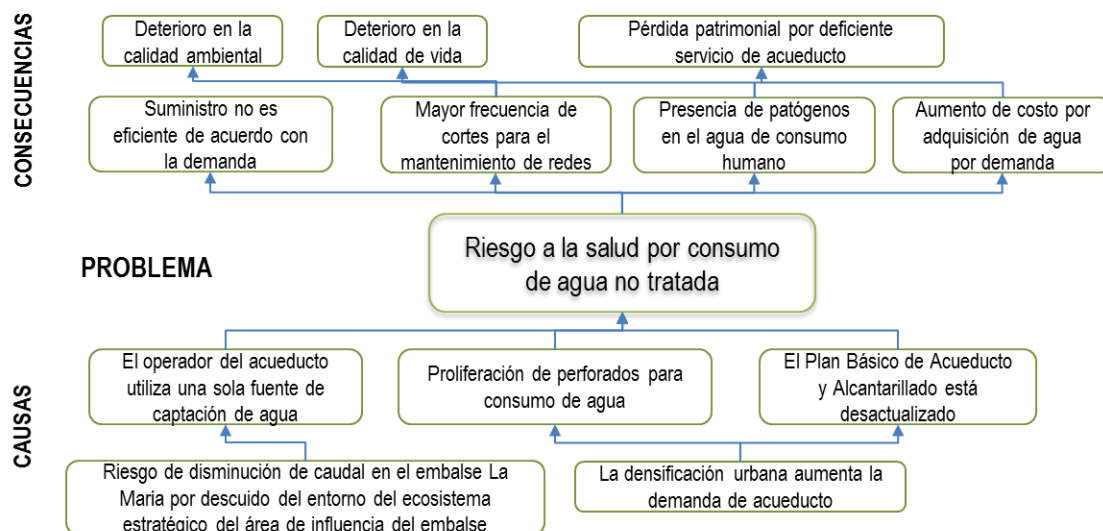 CONSECUENCIAS
Deterioro en la
calidad ambiental
Deterioro en la
calidad de vida
Pérdida patrimonial por deficiente
servicio de acueducto
Suministro no es
eficiente de acuerdo con
la demanda
Mayor frecuencia de
cortes para el
mantenimiento de redes
Presencia de patógenos
en el agua de consumo
humano
Aumento de costo por
adquisición de agua
por demanda
PROBLEMA
Riesgo a la salud por consumo
de agua no tratada
CAUSAS
El operador del acueducto
utiliza una sola fuente de
captación de agua
Proliferación de perforados para
consumo de agua
El Plan Básico de Acueducto
y Alcantarillado está
desactualizado
Riesgo de disminución de caudal en el embalse La
María por descuido del entorno del ecosistema
estratégico del área de influencia del embalse
La densificación urbana aumenta la
demanda de acueducto